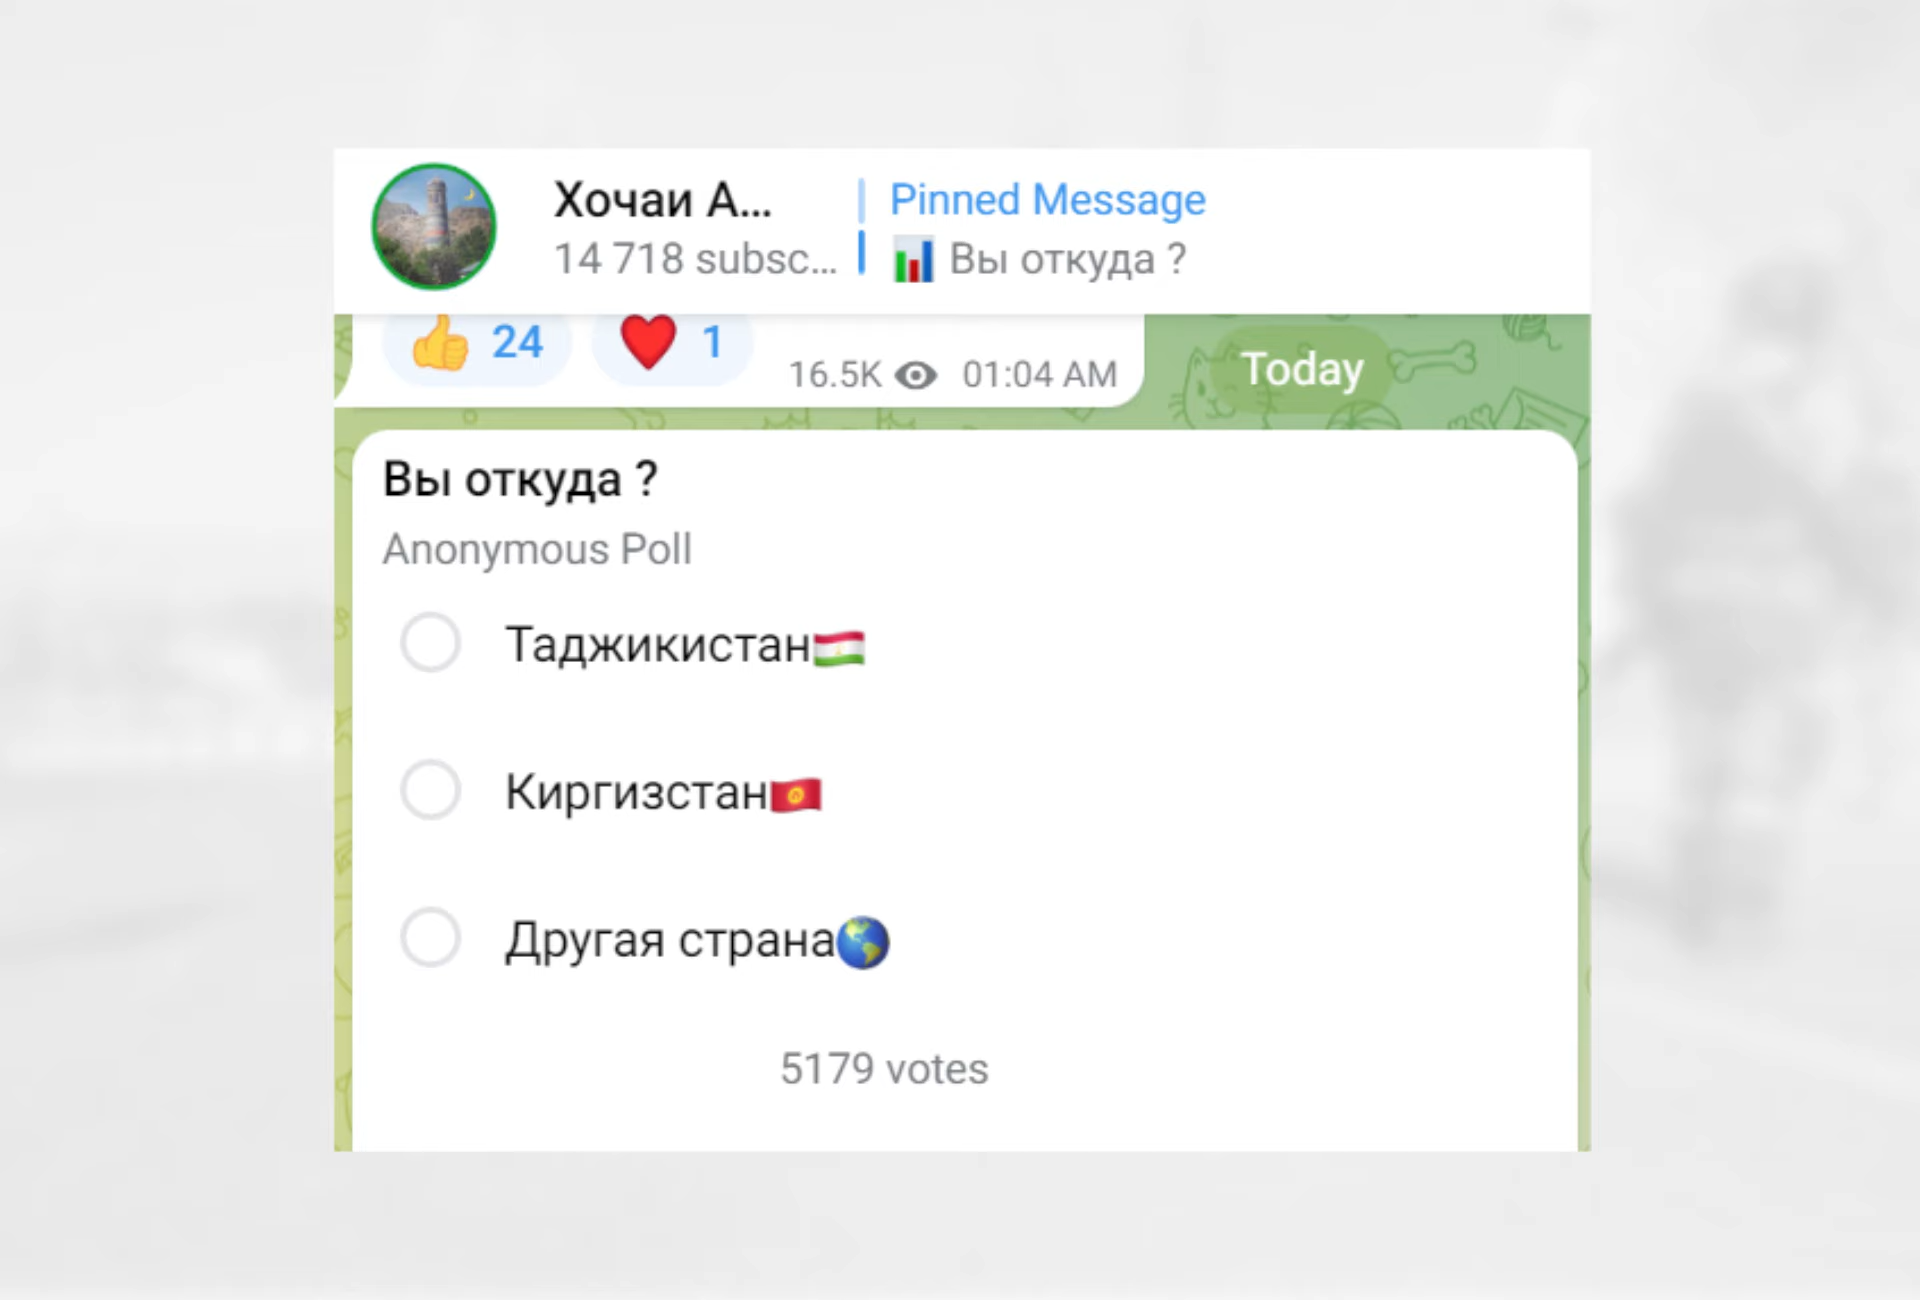 Хочаи А...
14 718 subsc...
Pinned Message
📊 Вы откуда ?
👍 24 ❤️ 1 16.5K 01:04 AM
Today
Вы откуда ?
Anonymous Poll
Таджикистан🇹🇯
Киргизстан🇰🇬
Другая страна🌎
5179 votes